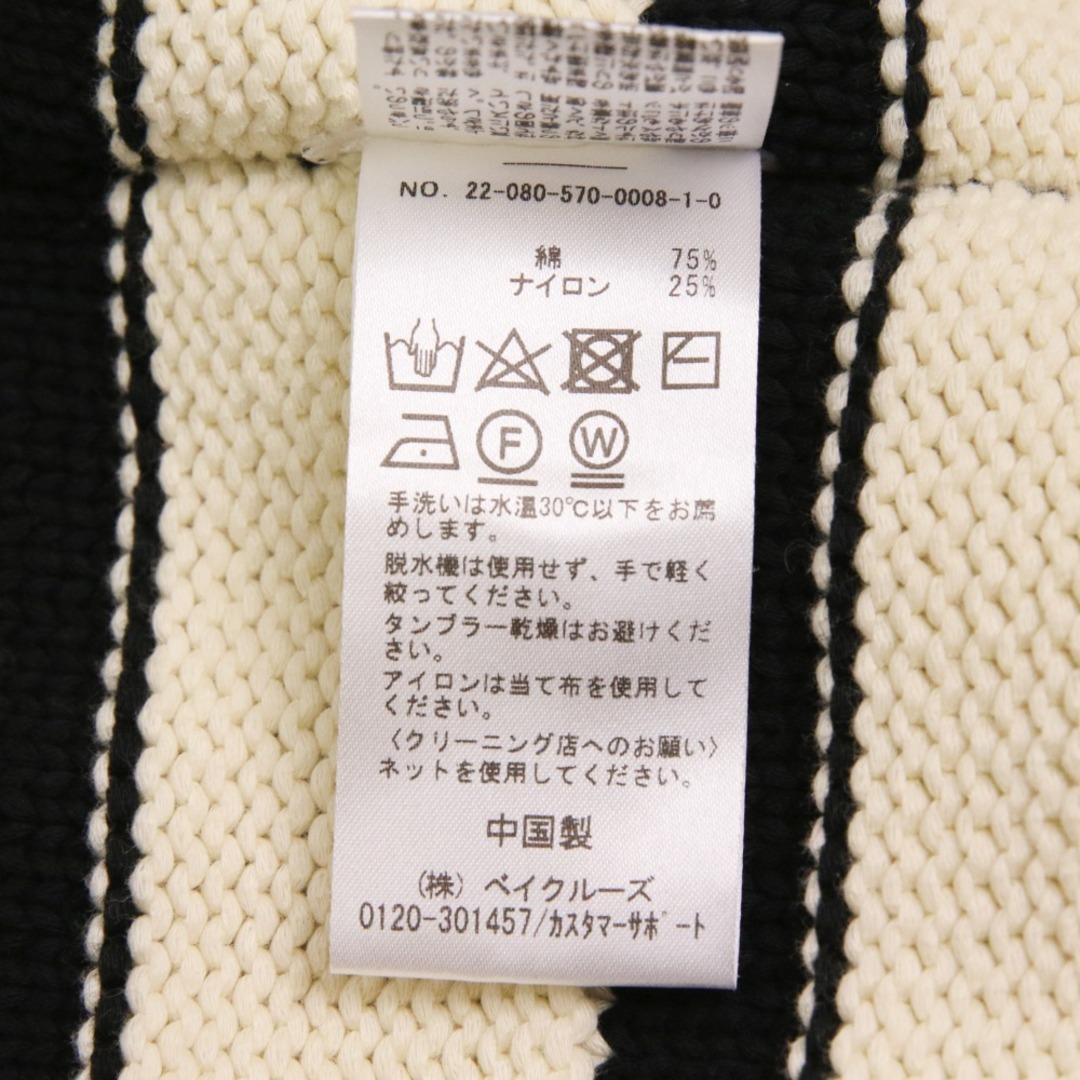 NO. 22-080-570-0008-1-0
綿 75%
ナイロン 25%
F W
手洗いは水温30℃以下をお薦
めします。
脱水機は使用せず、手で軽く
絞ってください。
タンブラー乾燥はお避けくだ
さい。
アイロンは当て布を使用して
ください。
〈クリーニング店へのお願い〉
ネットを使用してください。
中国製
(株) ベイクルーズ
0120-301457/カスタマーサポート